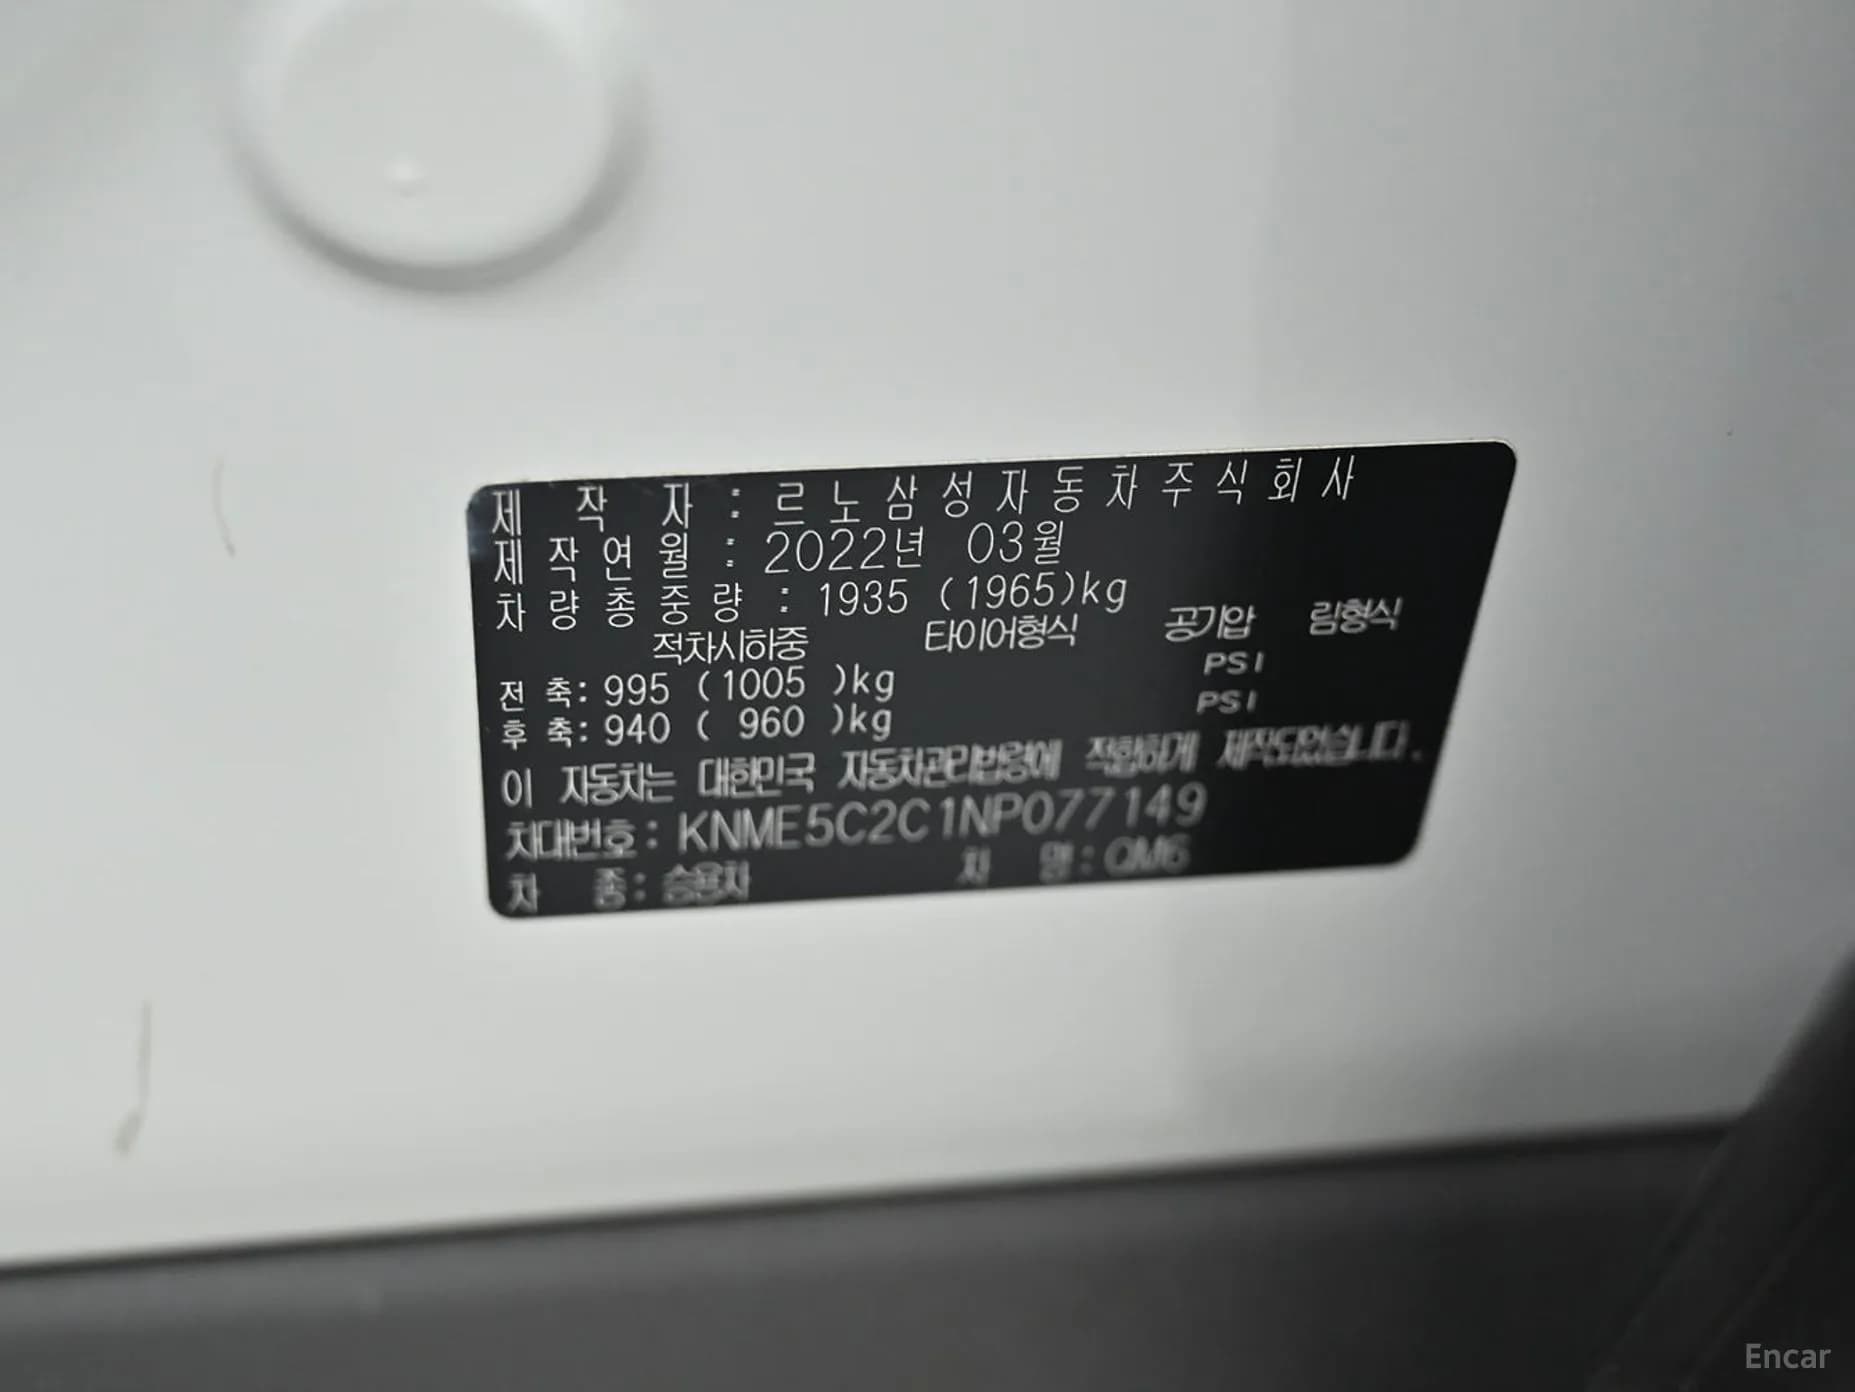 제 작 자 : 르노삼성자동차주식회사
제작연월 : 2022년 03월
차량총중량 : 1935 (1965)kg
적차시하중 타이어형식 공기압 림형식
전 축: 995 (1005 )kg PSI
후 축: 940 ( 960 )kg PSI
이 자동차는 대한민국 자동차관리법령에 적합하게 제작되었습니다.
차대번호: KNME5C2C1NP077149
차 종: 승용차 차 명: QM6
Encar